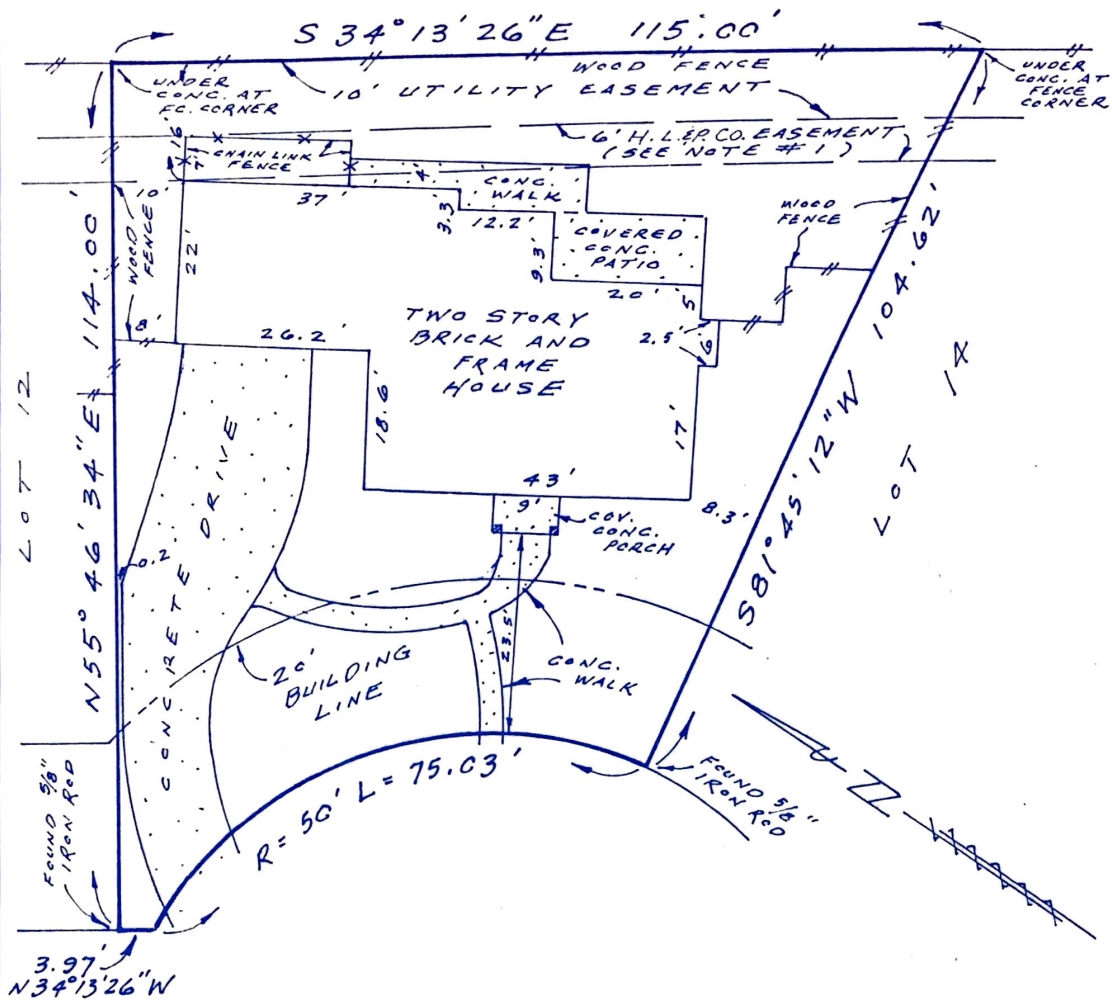 S 34°13'26"E 115.00'
WOOD FENCE
UNDER
CONC. AT
FC. CORNER
10' UTILITY EASEMENT
UNDER
CONC. AT
FENCE
CORNER
6' H.L.&P.CO. EASEMENT
(SEE NOTE #1)
16'
7'
CHAIN LINK
FENCE
4'
CONC.
WALK
10'
37'
3.3
12.2'
COVERED
CONC.
PATIO
9.3'
20'
5'
WOOD
FENCE
WOOD
FENCE
22'
114.00'
N55°46'34"E
LOT 12
8'
26.2'
TWO STORY
BRICK AND
FRAME
HOUSE
2.5'
6'
104.62'
S81°45'12"W
LOT 14
18.6'
17'
43'
9'
8.3'
COV.
CONC.
PORCH
0.2
CONCRETE DRIVE
20'
BUILDING
LINE
23.5'
CONC.
WALK
R= 50' L= 75.03'
FOUND 5/8"
IRON ROD
FOUND 5/8"
IRON ROD
Z
3.97'
N34°13'26"W